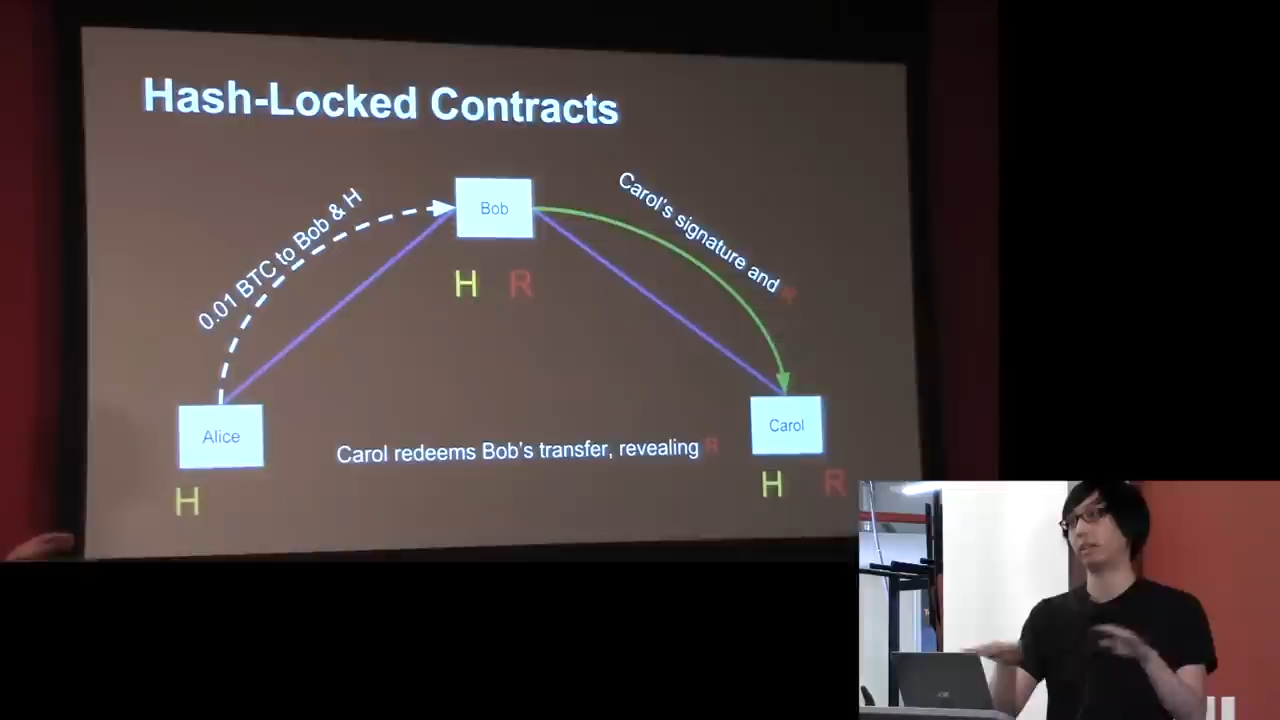 Hash-Locked Contracts
Bob
0.01 BTC to Bob & H
Carol's signature and R
H R
Alice
Carol
Carol redeems Bob's transfer, revealing R
H
H R